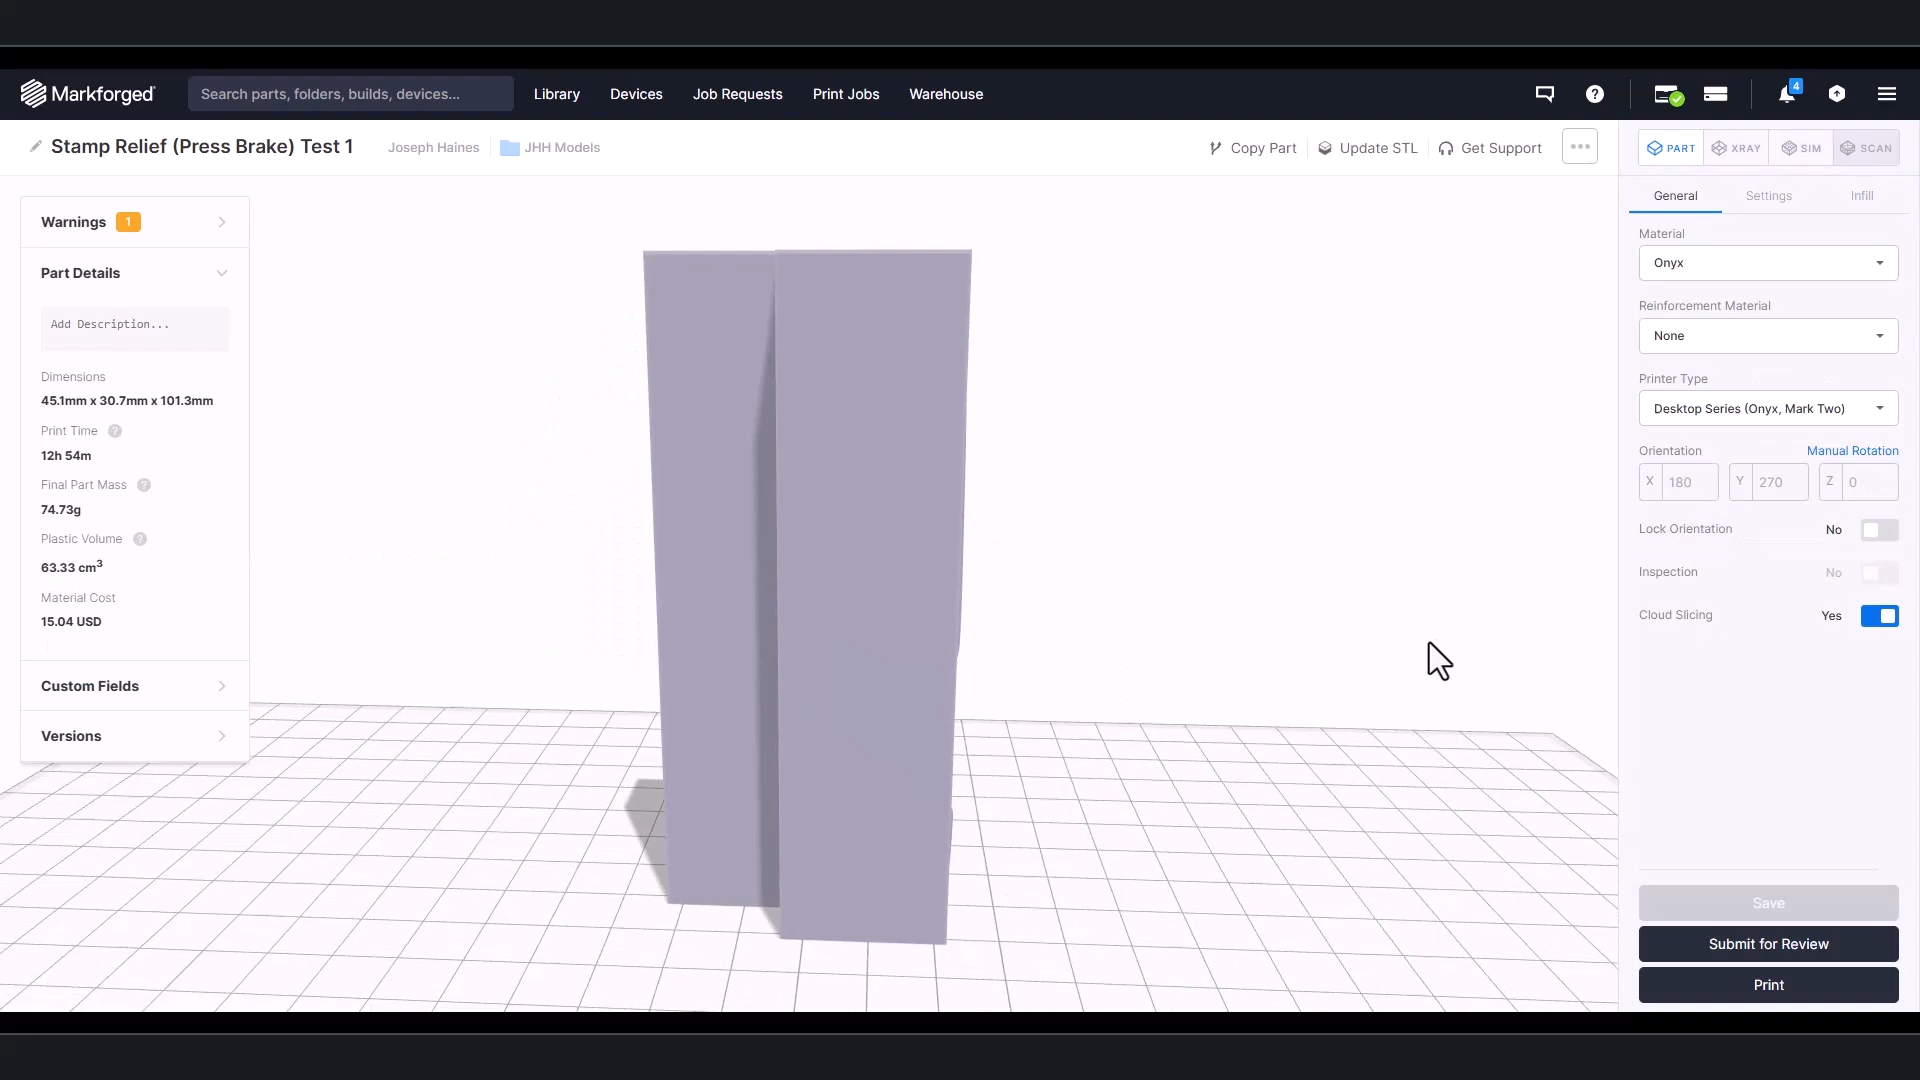 Markforged
Search parts, folders, builds, devices...
Library
Devices
Job Requests
Print Jobs
Warehouse
4
Stamp Relief (Press Brake) Test 1
Joseph Haines
JHH Models
Copy Part
Update STL
Get Support
PART
XRAY
SIM
SCAN
Warnings 1
Part Details
Add Description...
Dimensions
45.1mm x 30.7mm x 101.3mm
Print Time ?
12h 54m
Final Part Mass ?
74.73g
Plastic Volume ?
63.33 cm³
Material Cost
15.04 USD
Custom Fields
Versions
General
Settings
Infill
Material
Onyx
Reinforcement Material
None
Printer Type
Desktop Series (Onyx, Mark Two)
Orientation
Manual Rotation
X 180
Y 270
Z 0
Lock Orientation No
Inspection No
Cloud Slicing Yes
Save
Submit for Review
Print